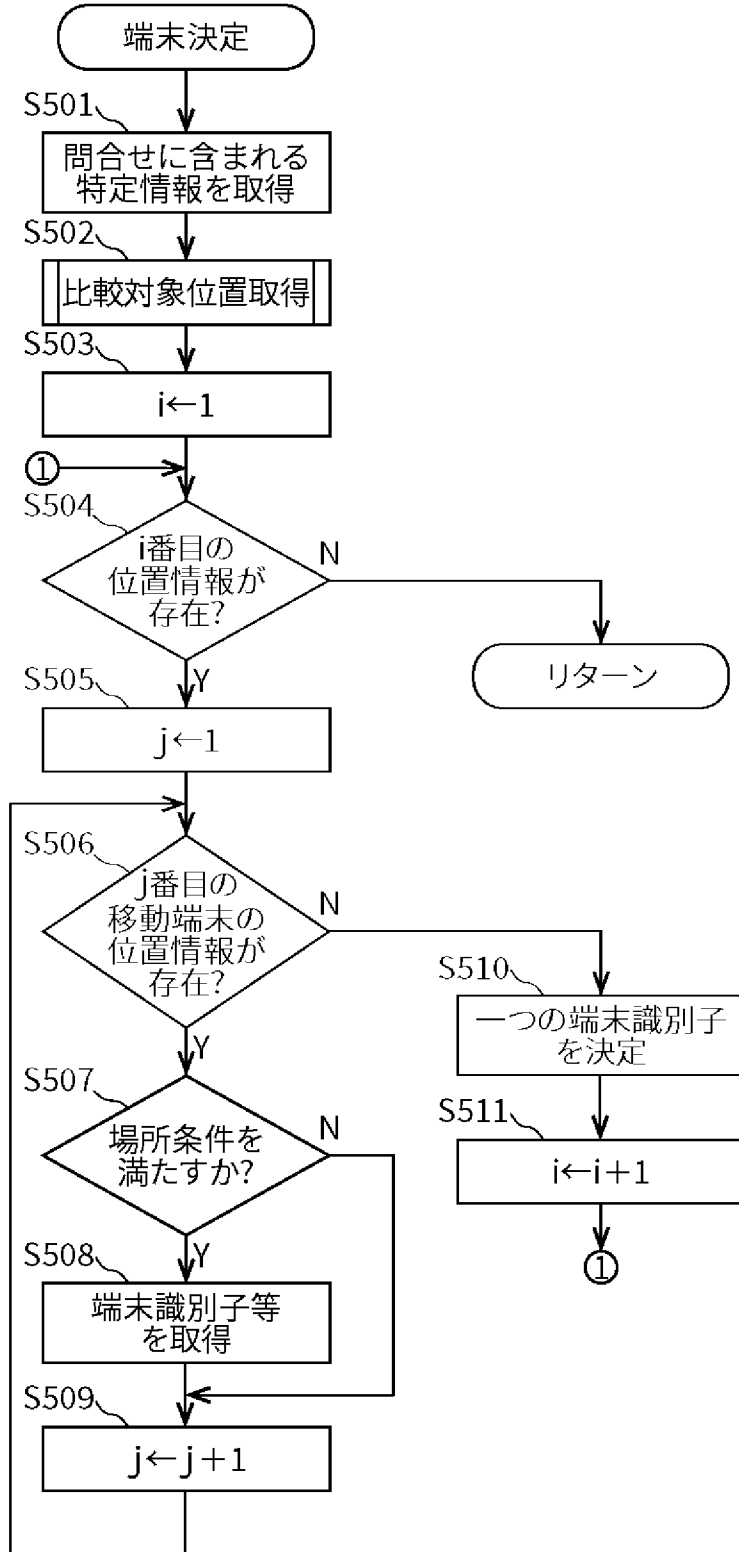 端末決定
S501
問合せに含まれる
特定情報を取得
S502
比較対象位置取得
S503
i←1
①
S504
i番目の
位置情報が
存在?
N
リターン
Y
S505
j←1
S506
j番目の
移動端末の
位置情報が
存在?
N
S510
一つの端末識別子
を決定
S511
i←i+1
①
Y
S507
場所条件を
満たすか?
N
Y
S508
端末識別子等
を取得
S509
j←j+1